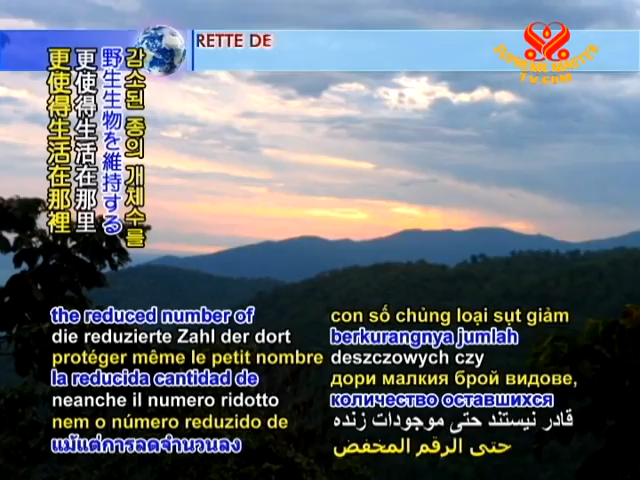 RETTE DE
SUPREME MASTER
TV.COM
감소된 종의 개체수를
野生生物を維持する
更使得生活在那里
更使得生活在那裡
the reduced number of
die reduzierte Zahl der dort
protéger même le petit nombre
la reducida cantidad de
neanche il numero ridotto
nem o número reduzido de
แม้แต่การลดจำนวนลง
con số chủng loại sụt giảm
berkurangnya jumlah
deszczowych czy
дори малкия брой видове,
количество оставшихся
قادر نیستند حتی موجودات زنده
حتى الرقم المخفض